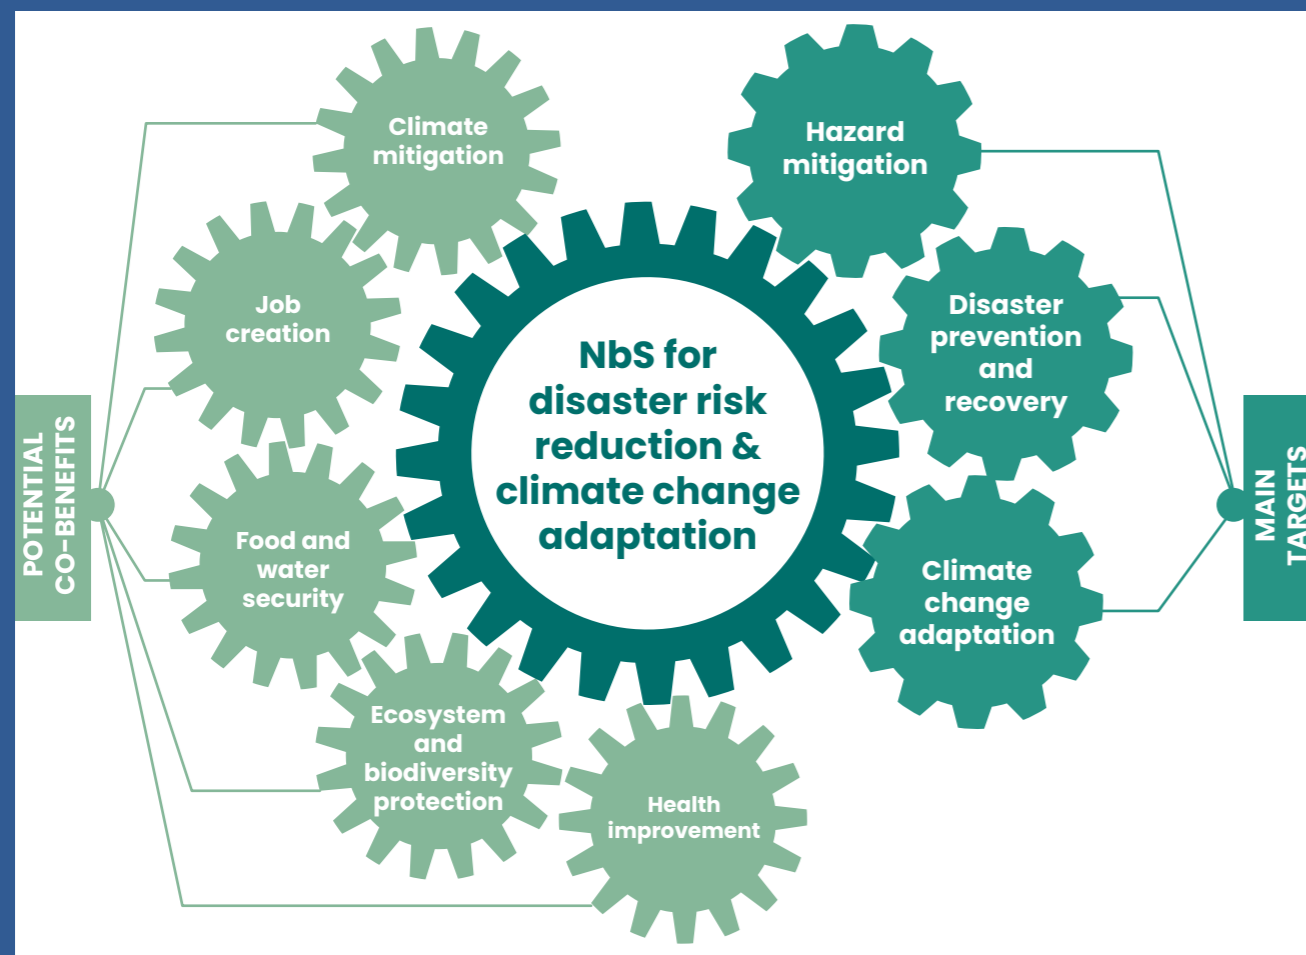 Climate
mitigation
Hazard
mitigation
Job
creation
Disaster
prevention
and
recovery
NbS for
disaster risk
reduction &
climate change
adaptation
POTENTIAL
CO-BENEFITS
MAIN
TARGETS
Food and
water
security
Climate
change
adaptation
Ecosystem
and
biodiversity
protection
Health
improvement